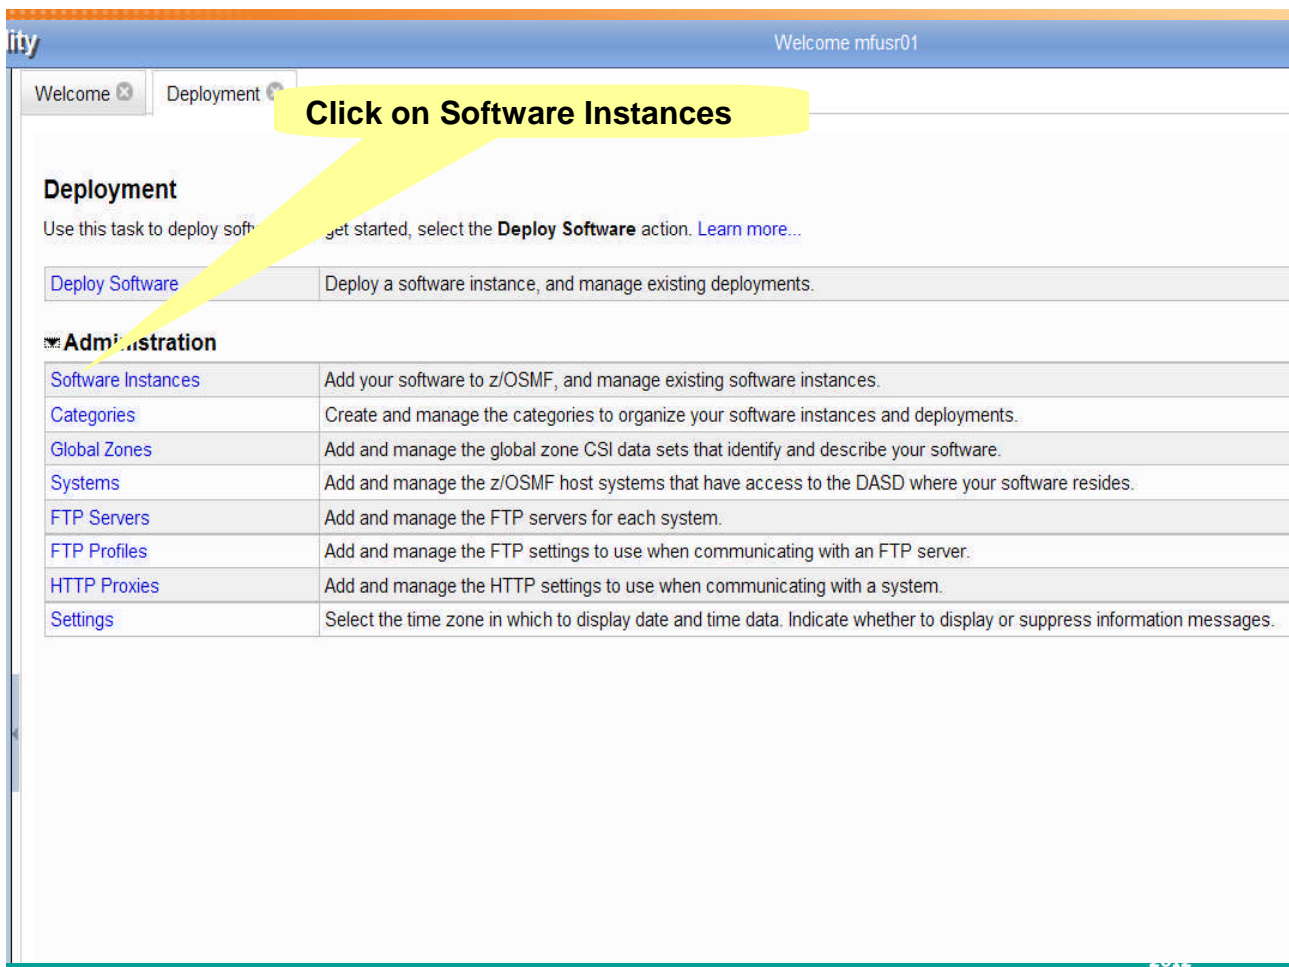 Welcome mfusr01
Welcome Deployment
Click on Software Instances
Deployment
Use this task to deploy get started, select the Deploy Software action. Learn more...
Deploy Software Deploy a software instance, and manage existing deployments.
Administration
Software Instances Add your software to z/OSMF, and manage existing software instances.
Categories Create and manage the categories to organize your software instances and deployments.
Global Zones Add and manage the global zone CSI data sets that identify and describe your software.
Systems Add and manage the z/OSMF host systems that have access to the DASD where your software resides.
FTP Servers Add and manage the FTP servers for each system.
FTP Profiles Add and manage the FTP settings to use when communicating with an FTP server.
HTTP Proxies Add and manage the HTTP settings to use when communicating with a system.
Settings Select the time zone in which to display date and time data. Indicate whether to display or suppress information messages.